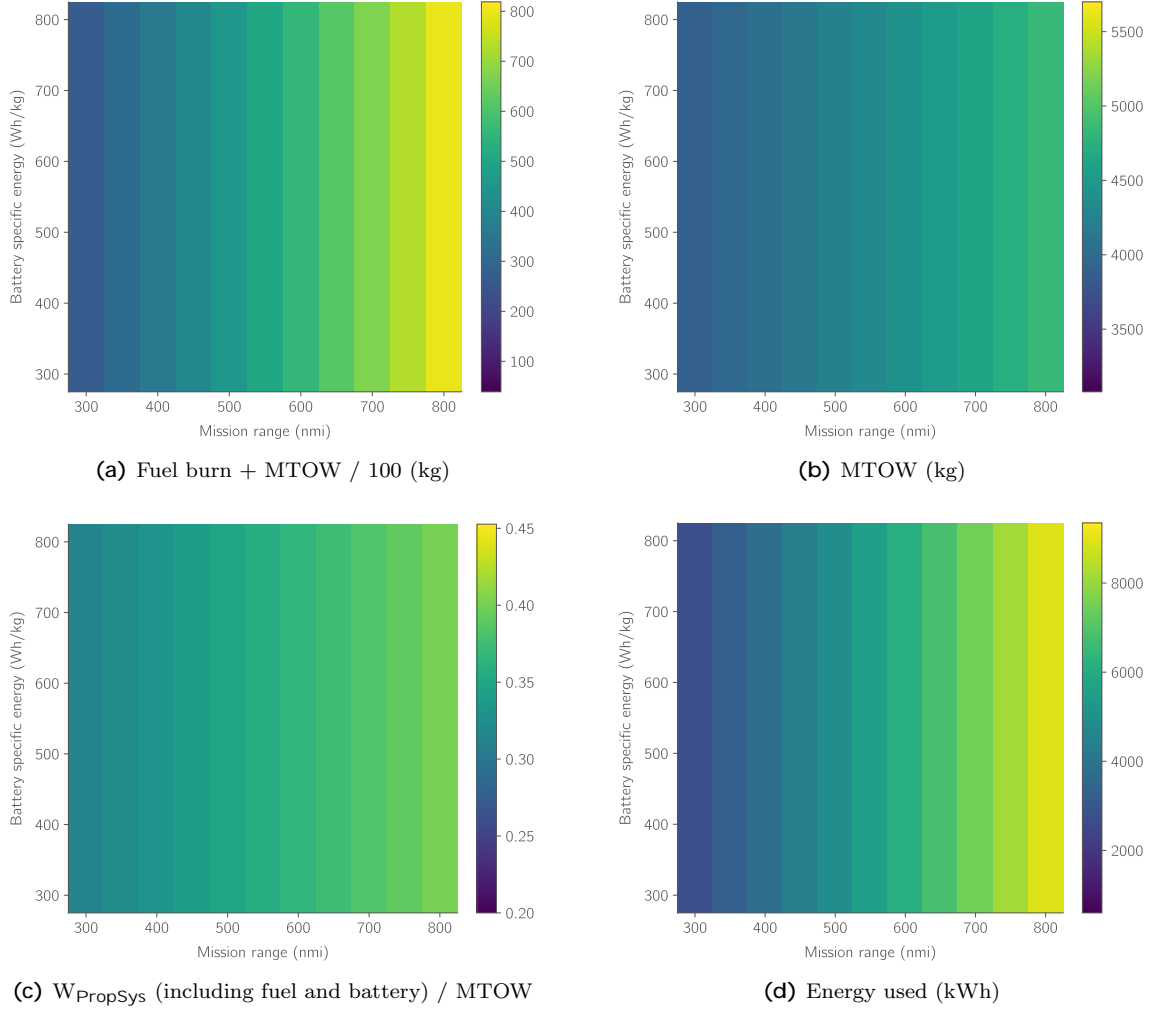 800
700
600
500
400
300
Battery specific energy (Wh/kg)
300 400 500 600 700 800
Mission range (nmi)
800
700
600
500
400
300
200
100
(a) Fuel burn + MTOW / 100 (kg)
800
700
600
500
400
300
Battery specific energy (Wh/kg)
300 400 500 600 700 800
Mission range (nmi)
5500
5000
4500
4000
3500
(b) MTOW (kg)
800
700
600
500
400
300
Battery specific energy (Wh/kg)
300 400 500 600 700 800
Mission range (nmi)
0.45
0.40
0.35
0.30
0.25
0.20
(c) W_PropSys (including fuel and battery) / MTOW
800
700
600
500
400
300
Battery specific energy (Wh/kg)
300 400 500 600 700 800
Mission range (nmi)
8000
6000
4000
2000
(d) Energy used (kWh)